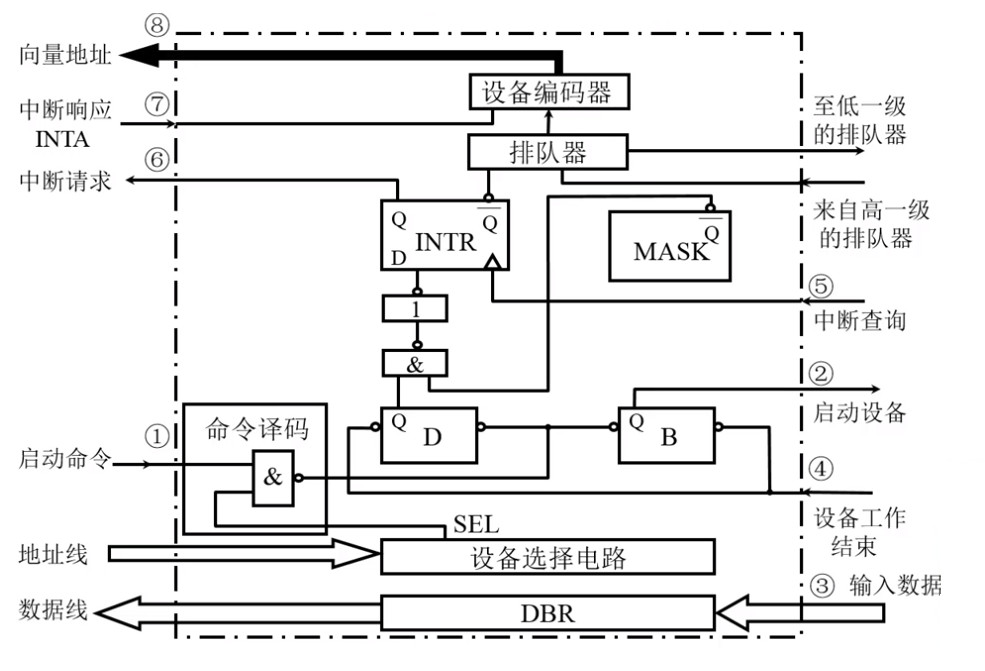 ⑧
向量地址
设备编码器
中断响应
INTA
⑦
至低一级
的排队器
排队器
中断请求
⑥
来自高一级
的排队器
Q
Q̅
INTR
D
Q̅
MASK
1
⑤
中断查询
&
②
启动设备
命令译码
Q
D
Q
B
启动命令
①
&
④
设备工作
结束
SEL
地址线
设备选择电路
数据线
DBR
③ 输入数据